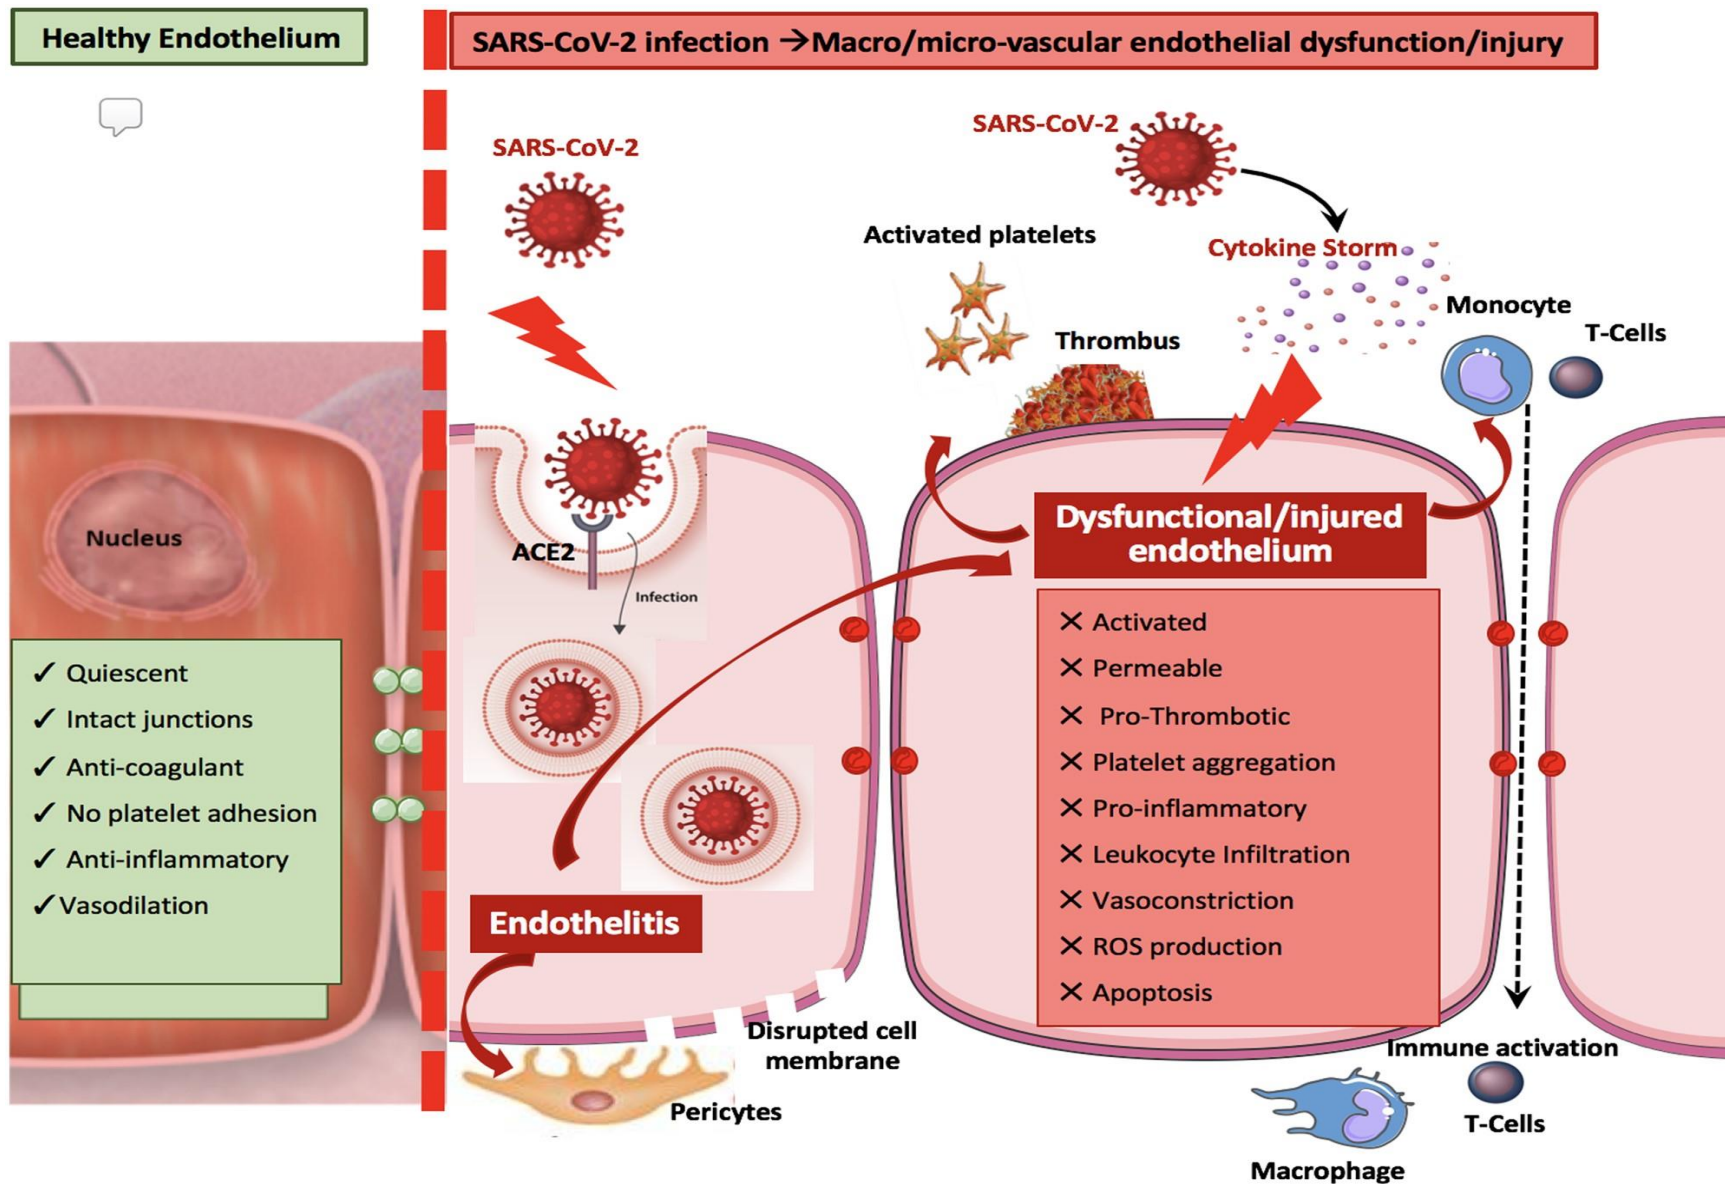 Healthy Endothelium
SARS-CoV-2 infection →Macro/micro-vascular endothelial dysfunction/injury
SARS-CoV-2
SARS-CoV-2
Activated platelets
Cytokine Storm
Monocyte
T-Cells
Thrombus
Nucleus
ACE2
Infection
Dysfunctional/injured
endothelium
✓ Quiescent
✓ Intact junctions
✓ Anti-coagulant
✓ No platelet adhesion
✓ Anti-inflammatory
✓Vasodilation
✕ Activated
✕ Permeable
✕ Pro-Thrombotic
✕ Platelet aggregation
✕ Pro-inflammatory
✕ Leukocyte Infiltration
✕ Vasoconstriction
✕ ROS production
✕ Apoptosis
Endothelitis
Disrupted cell
membrane
Pericytes
Immune activation
T-Cells
Macrophage